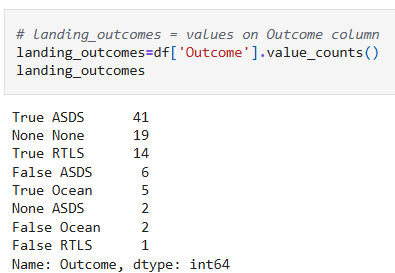 # landing_outcomes = values on Outcome column
landing_outcomes=df['Outcome'].value_counts()
landing_outcomes
True ASDS      41
None None      19
True RTLS      14
False ASDS      6
True Ocean      5
None ASDS       2
False Ocean     2
False RTLS      1
Name: Outcome, dtype: int64